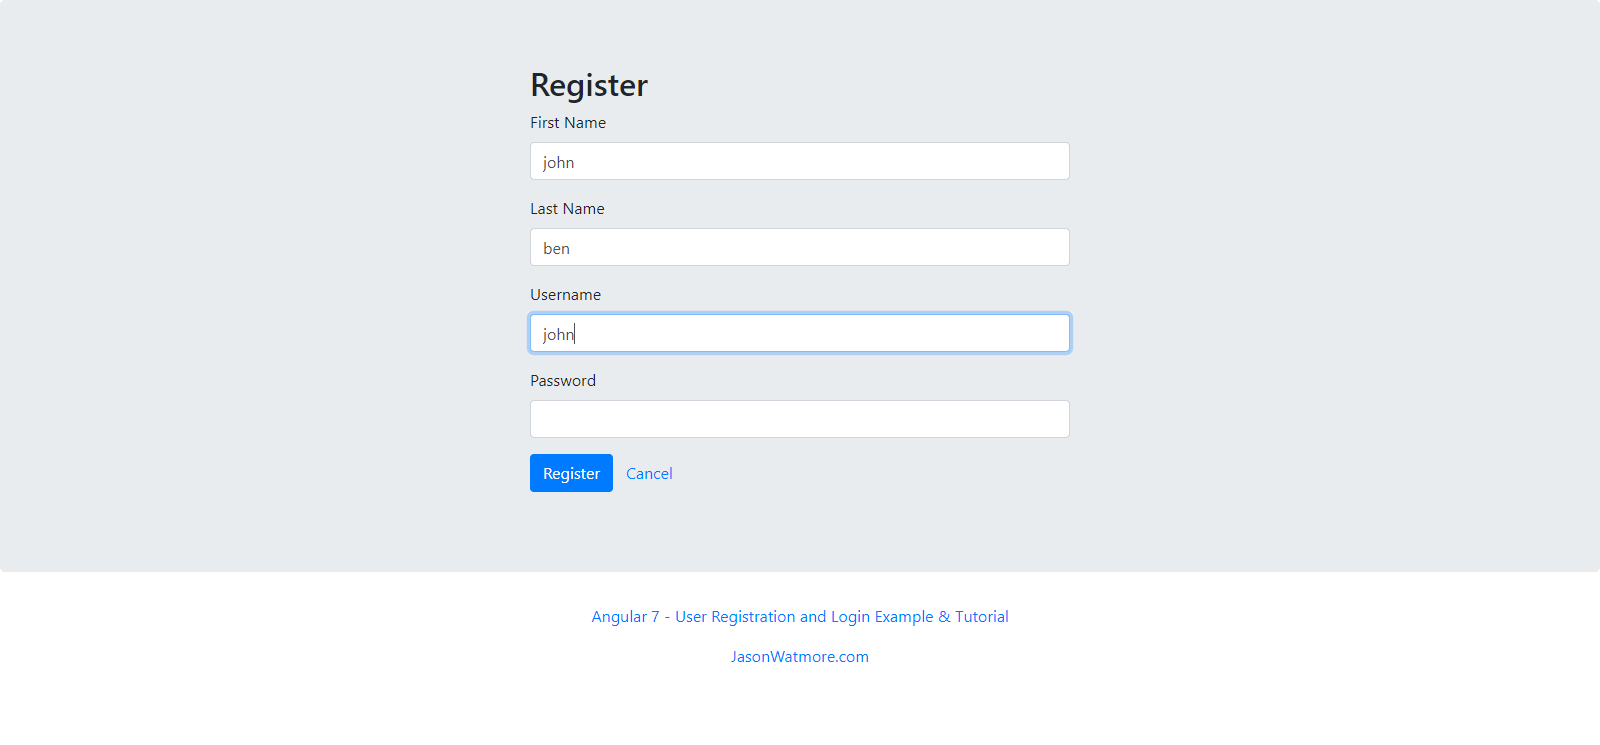 Register
First Name
john
Last Name
ben
Username
john
Password
Register Cancel
Angular 7 - User Registration and Login Example & Tutorial
JasonWatmore.com